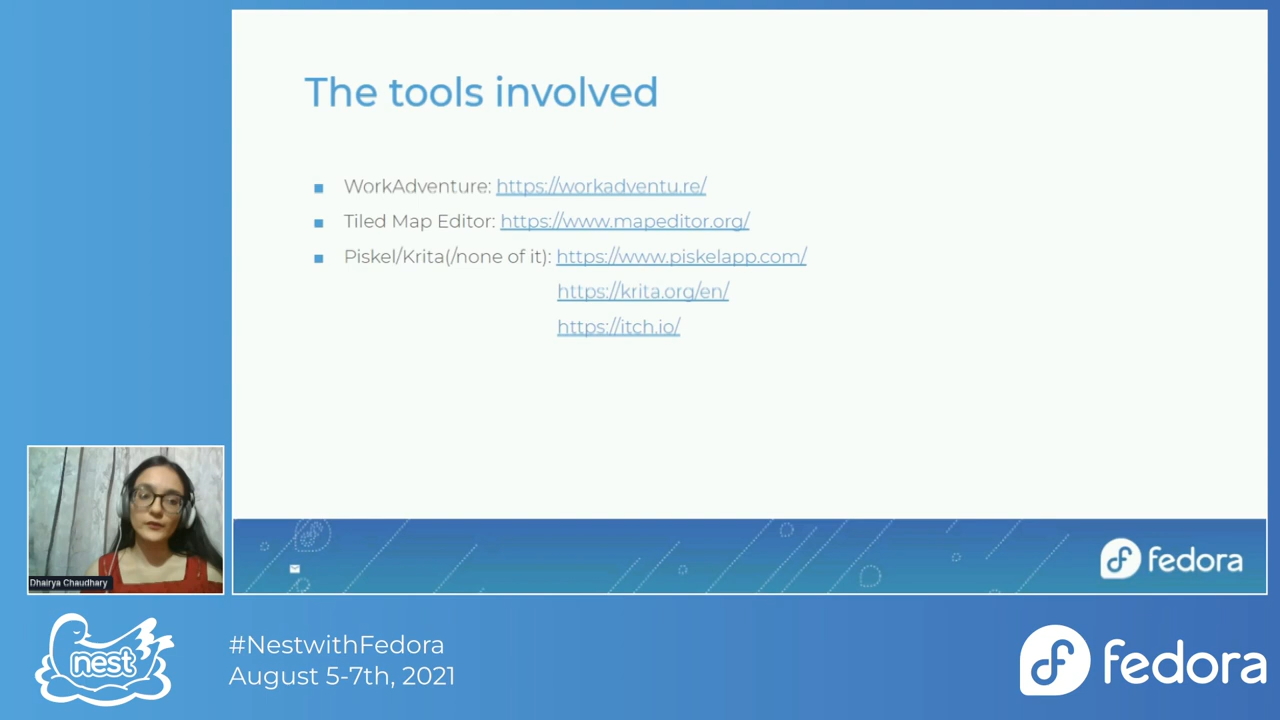 The tools involved
WorkAdventure: https://workadventu.re/
Tiled Map Editor: https://www.mapeditor.org/
Piskel/Krita(/none of it): https://www.piskelapp.com/
https://krita.org/en/
https://itch.io/
fedora
Dhairya Chaudhary
nest
#NestwithFedora
August 5-7th, 2021
fedora